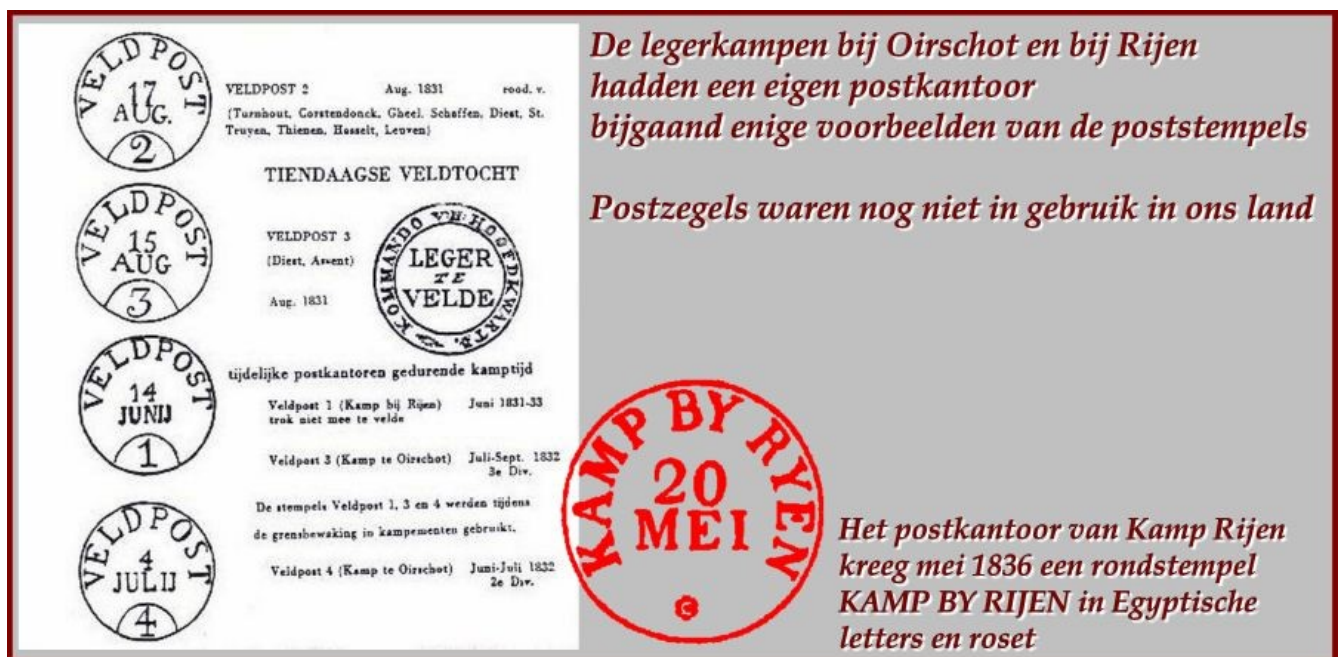 VELDPOST
17
AUG.
2
VELDPOST 2 Aug. 1831 rood. v.
(Turnhout, Corstendonck, Gheel, Schaffen, Diest, St.
Truyen, Thienen, Hasselt, Leuven)
TIENDAAGSE VELDTOCHT
VELDPOST
15
AUG
3
VELDPOST 3
(Diest, Assent)
Aug. 1831
KOMMANDO VH HOOFDKWART
LEGER
TE
VELDE
VELDPOST
14
JUNIJ
1
tijdelijke postkantoren gedurende kamptijd
Veldpost 1 (Kamp bij Rijen) Juni 1831-33
trok niet mee te velde
Veldpost 3 (Kamp te Oirschot) Juli-Sept. 1832
3e Div.
De stempels Veldpost 1, 3 en 4 werden tijdens
de grensbewaking in kampementen gebruikt.
VELDPOST
4
JULIJ
4
Veldpost 4 (Kamp te Oirschot) Juni-Juli 1832
2e Div.
De legerkampen bij Oirschot en bij Rijen
hadden een eigen postkantoor
bijgaand enige voorbeelden van de poststempels
Postzegels waren nog niet in gebruik in ons land
KAMP BY RYEN
20
MEI
C
Het postkantoor van Kamp Rijen
kreeg mei 1836 een rondstempel
KAMP BY RIJEN in Egyptische
letters en roset